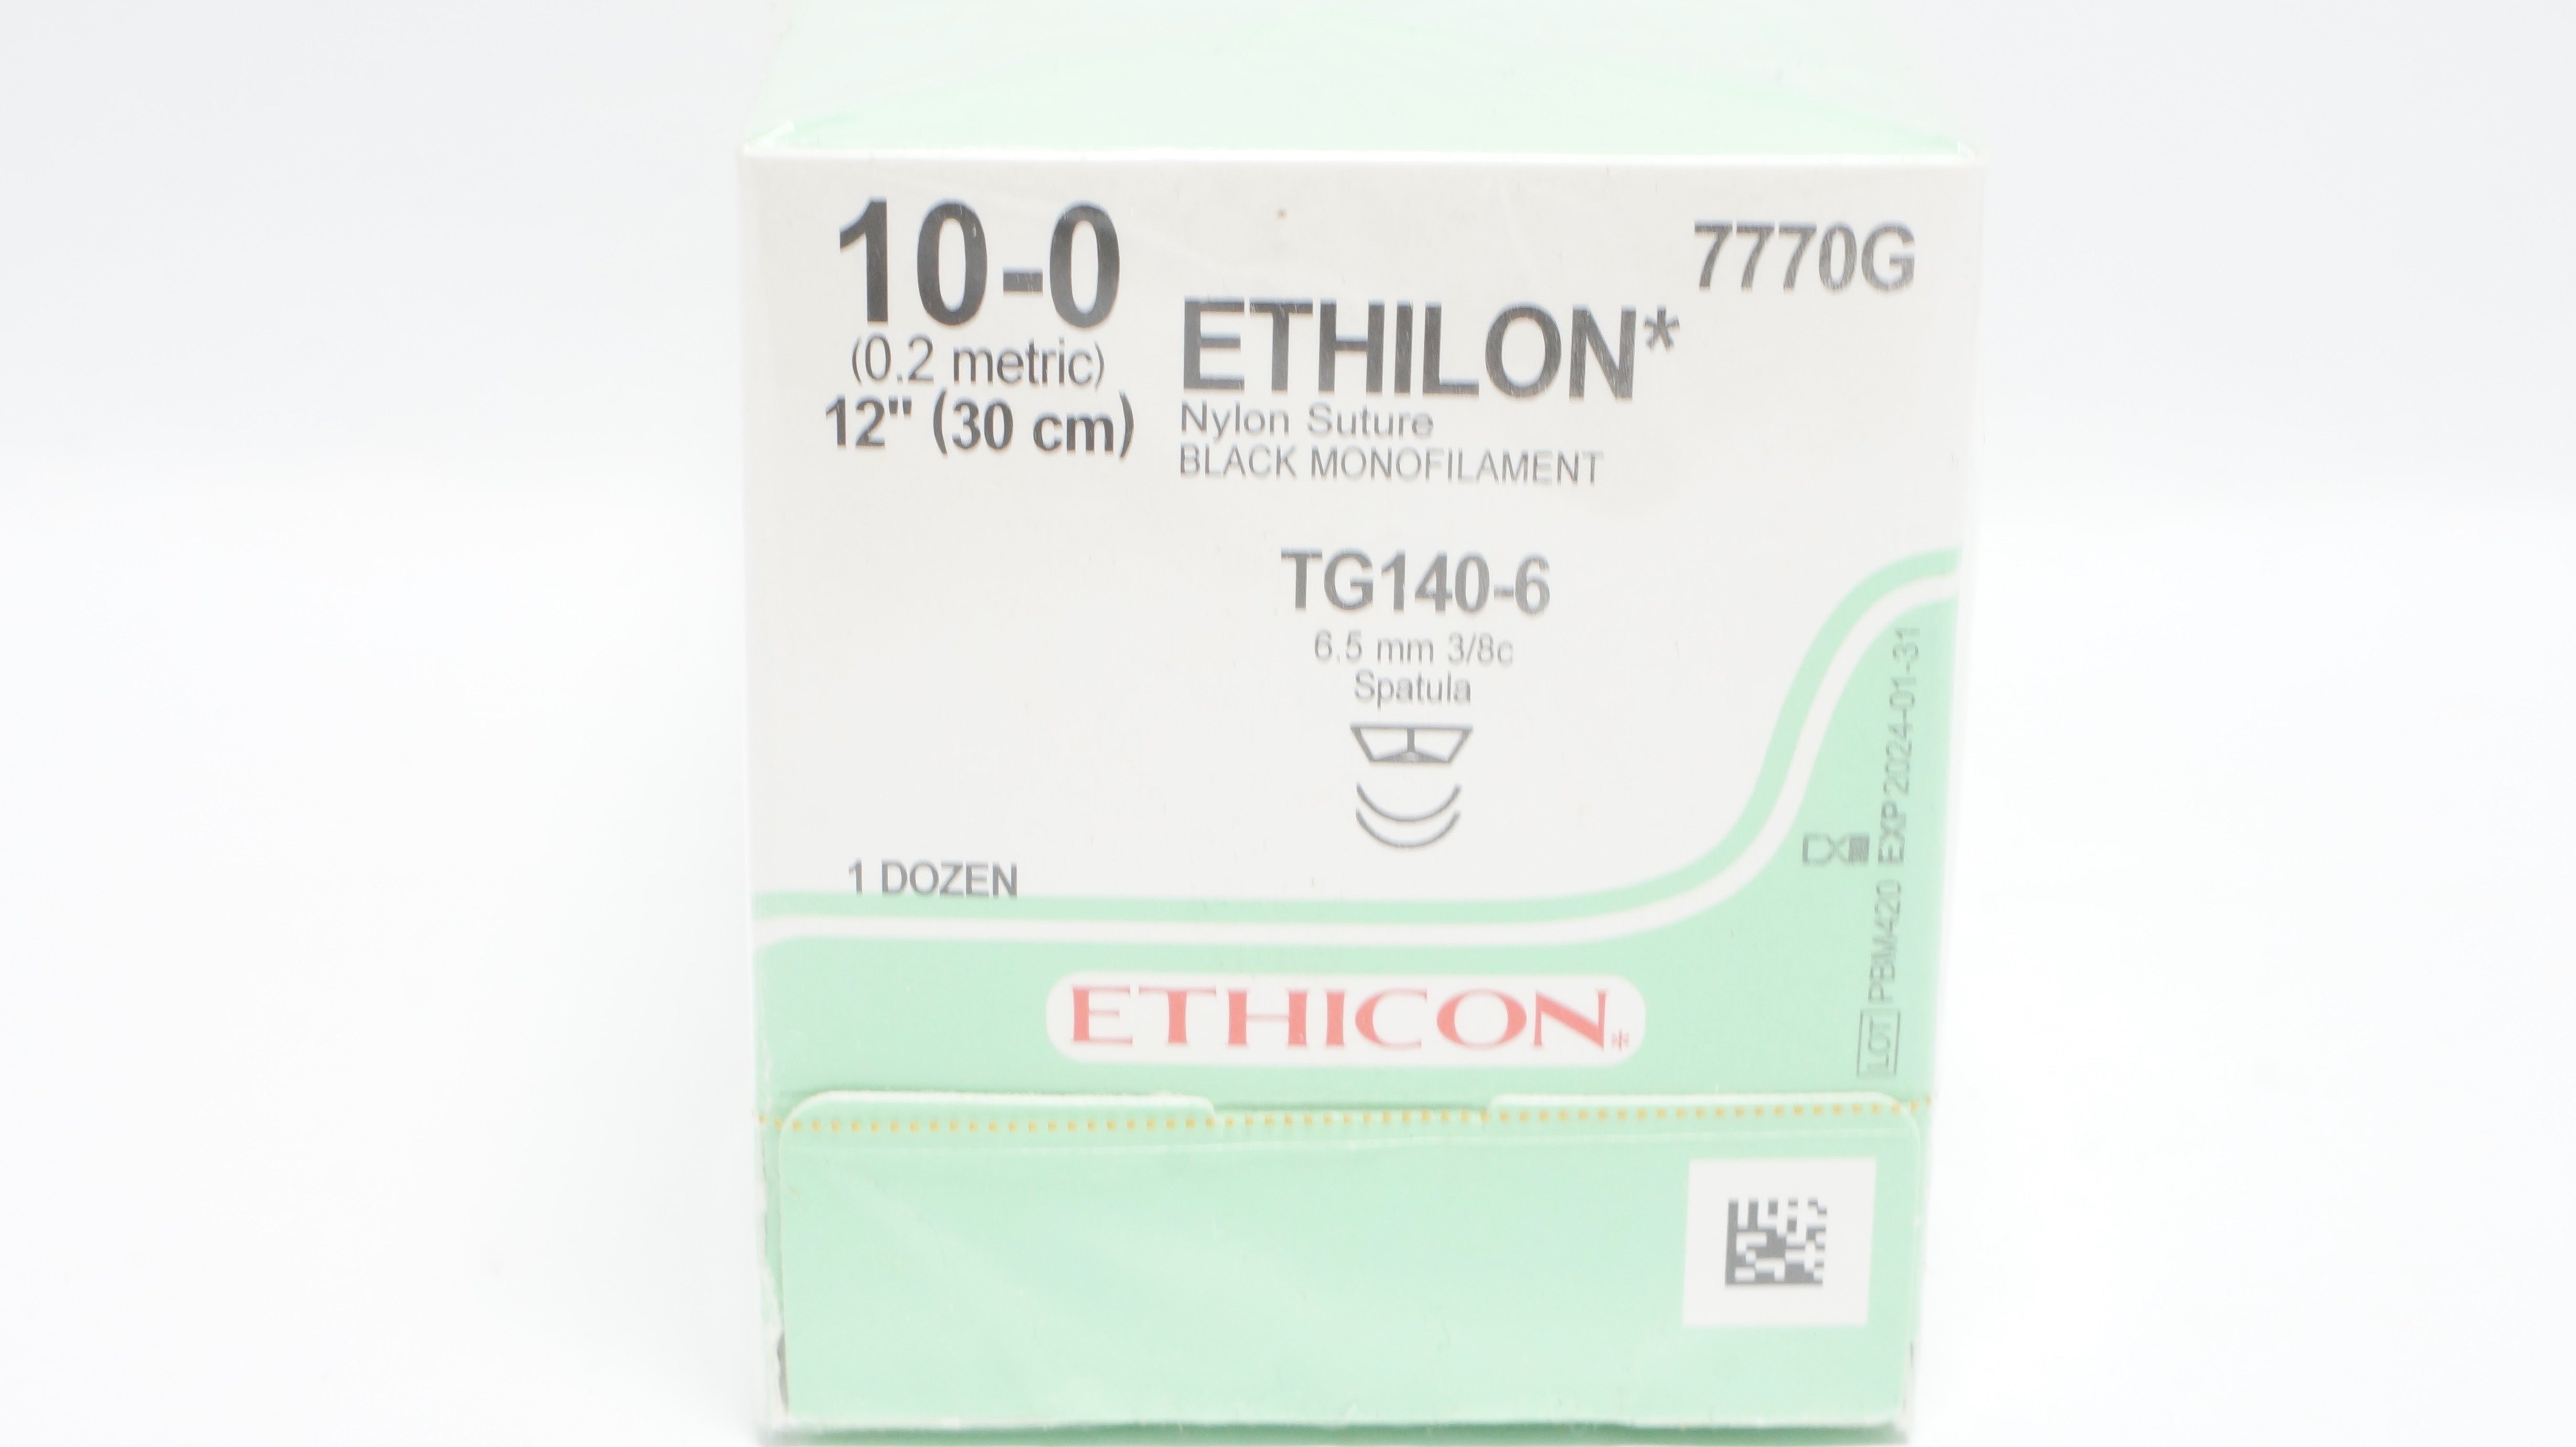 10-0
(0.2 metric)
12" (30 cm)
7770G
ETHILON*
Nylon Suture
BLACK MONOFILAMENT
TG140-6
6.5 mm 3/8c
Spatula
1 DOZEN
EXP 2024-01-31
LOT PBM420
ETHICON*